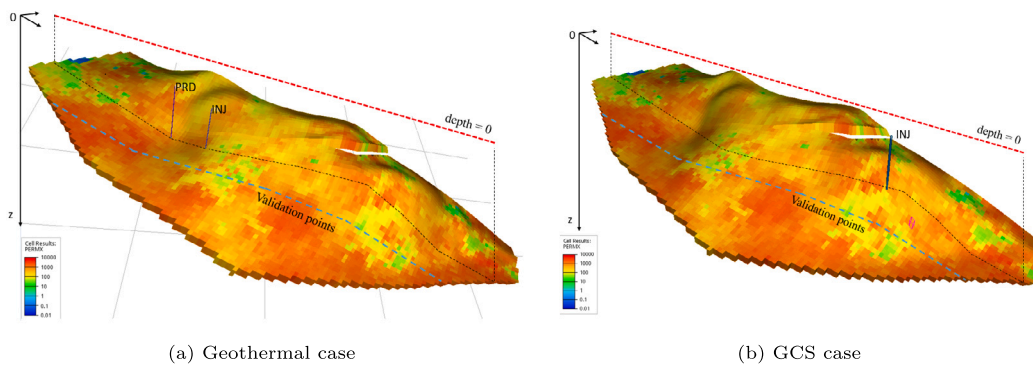 0
PRD
INJ
depth = 0
z
Validation points
Cell Results:
PERMX
10000
1000
100
10
1
0,1
0.01
(a) Geothermal case
0
INJ
depth = 0
z
Validation points
Cell Results:
PERMX
10000
1000
100
10
1
0,1
0.01
(b) GCS case